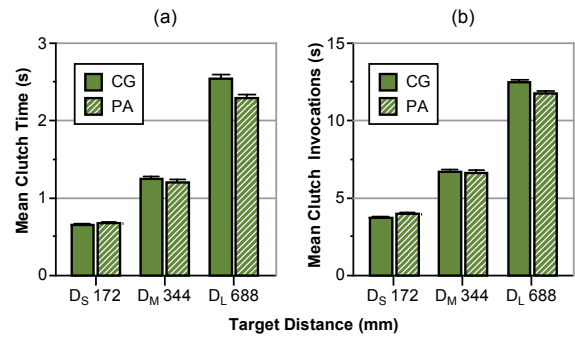 (a)
Mean Clutch Time (s)
3
2
1
0
CG
PA
D_S 172 D_M 344 D_L 688
(b)
Mean Clutch Invocations (s)
15
10
5
0
CG
PA
D_S 172 D_M 344 D_L 688
Target Distance (mm)